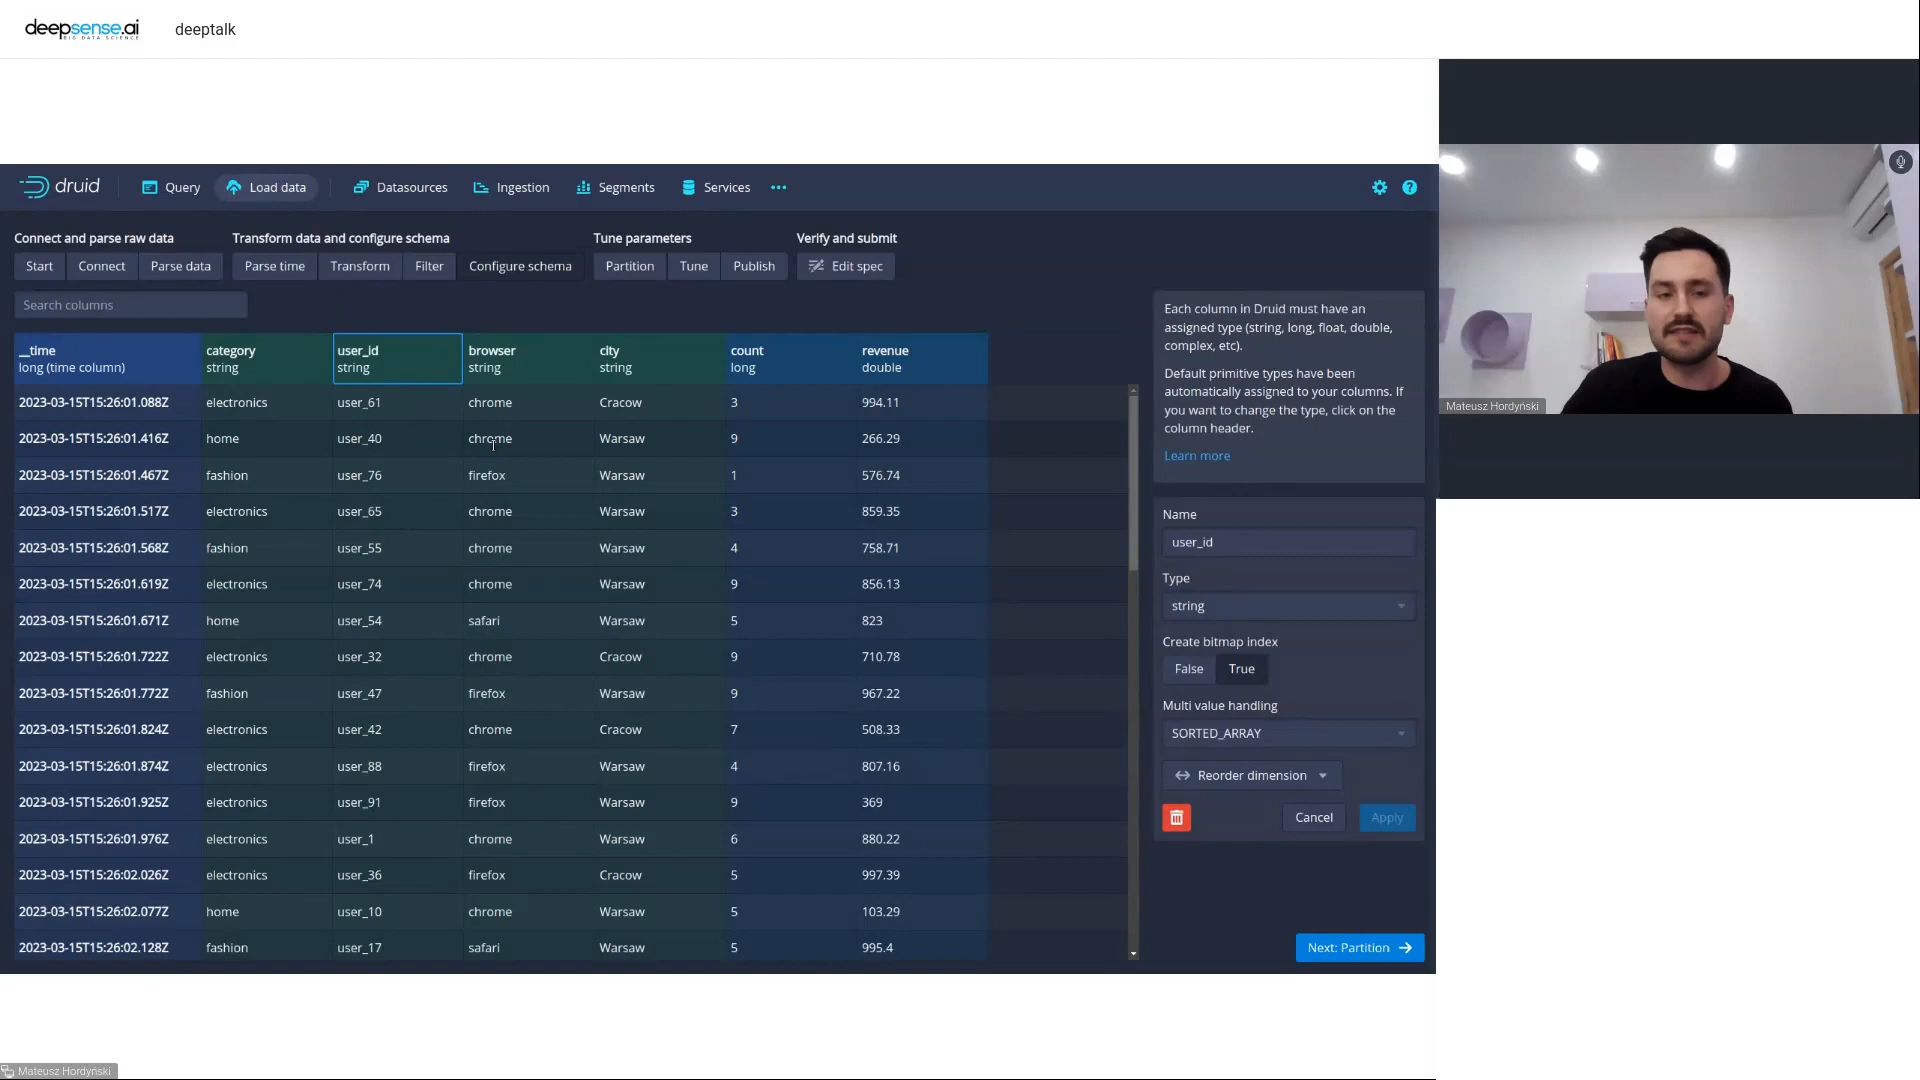 deepsense.ai
BIG DATA SCIENCE
deeptalk
druid
Query
Load data
Datasources
Ingestion
Segments
Services
Connect and parse raw data
Transform data and configure schema
Tune parameters
Verify and submit
Start
Connect
Parse data
Parse time
Transform
Filter
Configure schema
Partition
Tune
Publish
Edit spec
Search columns
__time category user_id browser city count revenue
long (time column) string string string string long double
2023-03-15T15:26:01.088Z electronics user_61 chrome Cracow 3 994.11
2023-03-15T15:26:01.416Z home user_40 chrome Warsaw 9 266.29
2023-03-15T15:26:01.467Z fashion user_76 firefox Warsaw 1 576.74
2023-03-15T15:26:01.517Z electronics user_65 chrome Warsaw 3 859.35
2023-03-15T15:26:01.568Z fashion user_55 chrome Warsaw 4 758.71
2023-03-15T15:26:01.619Z electronics user_74 chrome Warsaw 9 856.13
2023-03-15T15:26:01.671Z home user_54 safari Warsaw 5 823
2023-03-15T15:26:01.722Z electronics user_32 chrome Cracow 9 710.78
2023-03-15T15:26:01.772Z fashion user_47 firefox Warsaw 9 967.22
2023-03-15T15:26:01.824Z electronics user_42 chrome Cracow 7 508.33
2023-03-15T15:26:01.874Z electronics user_88 firefox Warsaw 4 807.16
2023-03-15T15:26:01.925Z electronics user_91 firefox Warsaw 9 369
2023-03-15T15:26:01.976Z electronics user_1 chrome Warsaw 6 880.22
2023-03-15T15:26:02.026Z electronics user_36 firefox Cracow 5 997.39
2023-03-15T15:26:02.077Z home user_10 chrome Warsaw 5 103.29
2023-03-15T15:26:02.128Z fashion user_17 safari Warsaw 5 995.4
Each column in Druid must have an
assigned type (string, long, float, double,
complex, etc).
Default primitive types have been
automatically assigned to your columns. If
you want to change the type, click on the
column header.
Learn more
Name
user_id
Type
string
Create bitmap index
False
True
Multi value handling
SORTED_ARRAY
Reorder dimension
Cancel
Apply
Next: Partition
Mateusz Hordyński
Mateusz Hordyński